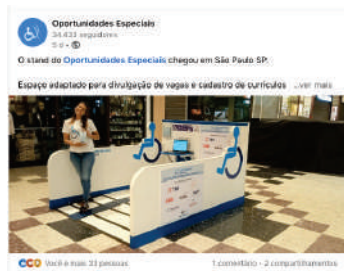 Oportunidades Especiais
34.433 seguidores
5 d •
O stand do Oportunidades Especiais chegou em São Paulo SP.
Espaço adaptado para divulgação de vagas e cadastro de currículos ...ver mais
Você e mais 33 pessoas
1 comentário • 2 compartilhamentos